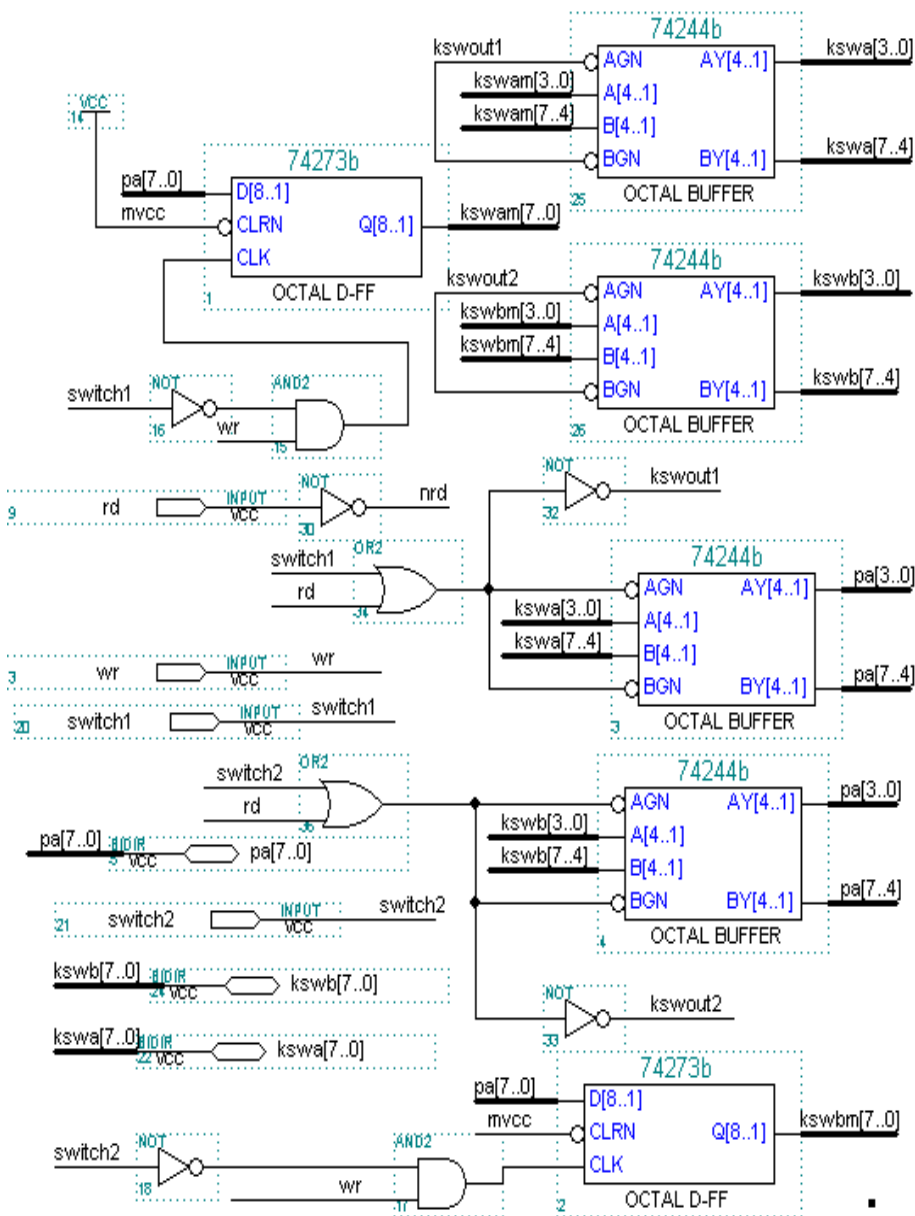 74244b
kswout1
AGN AY[4..1] kswa[3..0]
kswam[3..0] A[4..1]
kswam[7..4] B[4..1]
BGN BY[4..1] kswa[7..4]
25 OCTAL BUFFER
VCC
14
74273b
pa[7..0] D[8..1]
mvcc CLRN Q[8..1] kswam[7..0]
CLK
1 OCTAL D-FF
74244b
kswout2
AGN AY[4..1] kswb[3..0]
kswbm[3..0] A[4..1]
kswbm[7..4] B[4..1]
BGN BY[4..1] kswb[7..4]
26 OCTAL BUFFER
NOT AND2
switch1
16 wr 15
NOT kswout1
32
9 rd INPUT VCC NOT nrd
30
OR2
switch1
rd
34
74244b
AGN AY[4..1] pa[3..0]
kswa[3..0] A[4..1]
kswa[7..4] B[4..1]
BGN BY[4..1] pa[7..4]
3 OCTAL BUFFER
3 wr INPUT VCC wr
20 switch1 INPUT VCC switch1
OR2
switch2
rd
74244b
AGN AY[4..1] pa[3..0]
kswb[3..0] A[4..1]
kswb[7..4] B[4..1]
BGN BY[4..1] pa[7..4]
4 OCTAL BUFFER
pa[7..0] BIDIR VCC pa[7..0]
5
21 switch2 INPUT VCC switch2
kswb[7..0] BIDIR VCC kswb[7..0]
24
NOT kswout2
33
kswa[7..0] BIDIR VCC kswa[7..0]
22
74273b
pa[7..0] D[8..1]
mvcc CLRN Q[8..1] kswbm[7..0]
CLK
2 OCTAL D-FF
NOT AND2
switch2
18 wr 17